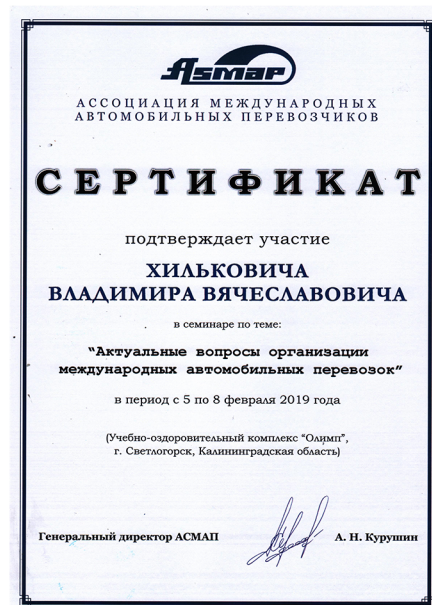 Asmap
АССОЦИАЦИЯ МЕЖДУНАРОДНЫХ
АВТОМОБИЛЬНЫХ ПЕРЕВОЗЧИКОВ
СЕРТИФИКАТ
подтверждает участие
ХИЛЬКОВИЧА
ВЛАДИМИРА ВЯЧЕСЛАВОВИЧА
в семинаре по теме:
“Актуальные вопросы организации
международных автомобильных перевозок”
в период с 5 по 8 февраля 2019 года
(Учебно-оздоровительный комплекс “Олимп”,
г. Светлогорск, Калининградская область)
Генеральный директор АСМАП А. Н. Курушин